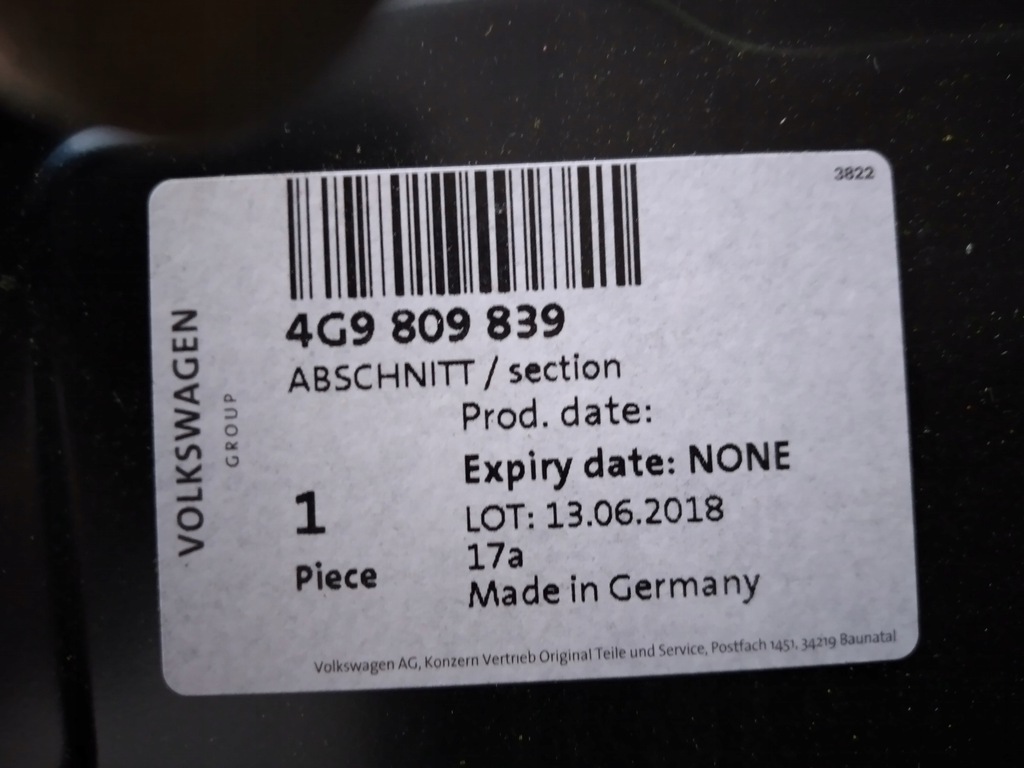 3822
VOLKSWAGEN
GROUP
4G9 809 839
ABSCHNITT / section
Prod. date:
Expiry date: NONE
1
LOT: 13.06.2018
17a
Piece
Made in Germany
Volkswagen AG, Konzern Vertrieb Original Teile und Service, Postfach 1451, 34219 Baunatal